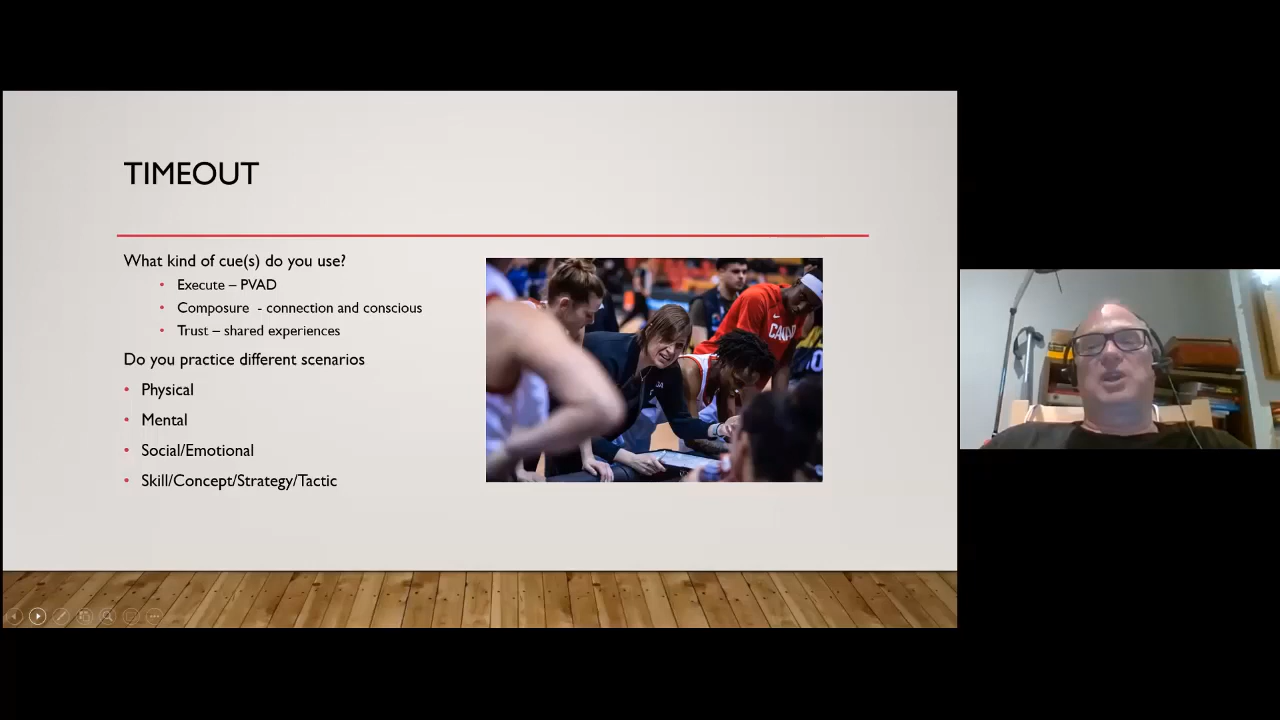 TIMEOUT
What kind of cue(s) do you use?
• Execute – PVAD
• Composure - connection and conscious
• Trust – shared experiences
Do you practice different scenarios
• Physical
• Mental
• Social/Emotional
• Skill/Concept/Strategy/Tactic
CANADA